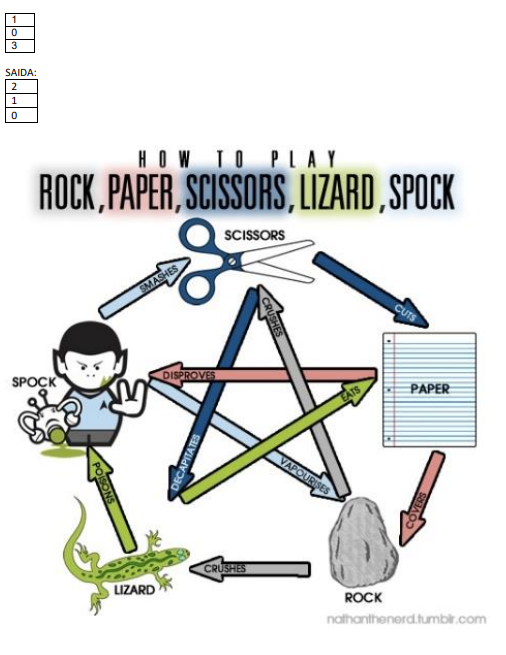 1
0
3
SAIDA:
2
1
0
HOW TO PLAY
ROCK, PAPER, SCISSORS, LIZARD, SPOCK
SCISSORS
SMASHES
CUTS
CRUSHES
DISPROVES
SPOCK
EATS
PAPER
DECAPITATES
VAPOURISES
POISONS
COVERS
CRUSHES
LIZARD
ROCK
nathanthenerd.tumblr.com